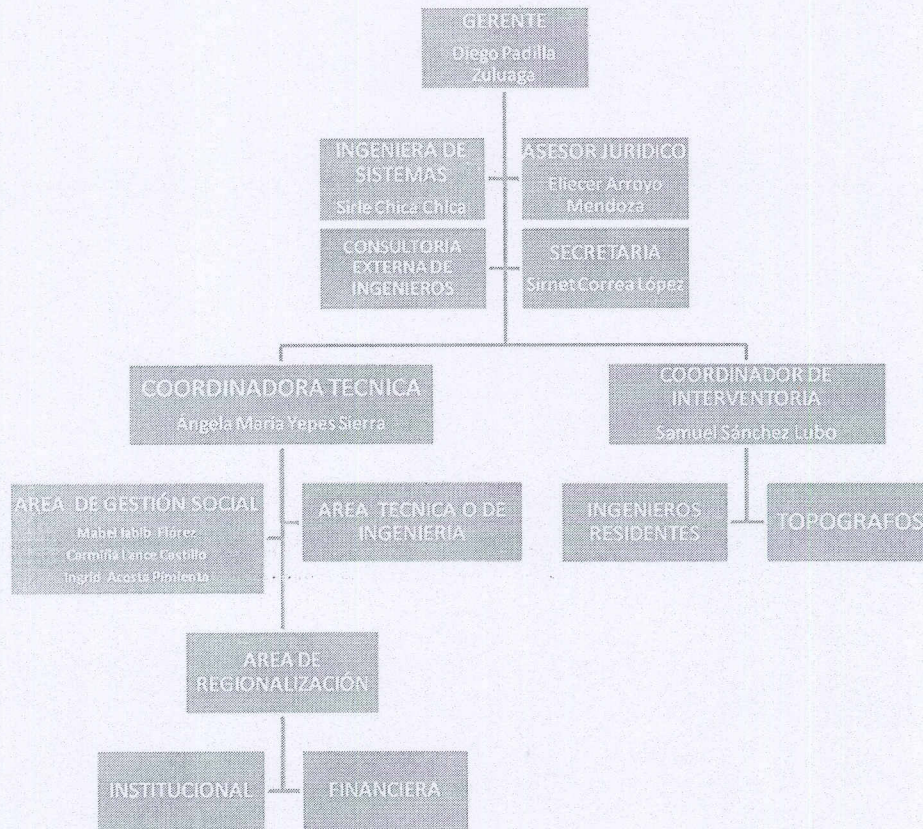 GERENTE
Diego Padilla
Zuluaga
INGENIERA DE
SISTEMAS
Sirle Chica Chica
ASESOR JURIDICO
Eliecer Arroyo
Mendoza
CONSULTORIA
EXTERNA DE
INGENIEROS
SECRETARIA
Sirnet Correa López
COORDINADORA TECNICA
Ángela María Yepes Sierra
COORDINADOR DE
INTERVENTORIA
Samuel Sánchez Lubo
AREA DE GESTIÓN SOCIAL
Mabel Flórez
Lance Castillo
Ingrid Acosta Pimienta
AREA TECNICA O DE
INGENIERIA
INGENIEROS
RESIDENTES
TOPOGRAFOS
AREA DE
REGIONALIZACIÓN
INSTITUCIONAL
FINANCIERA